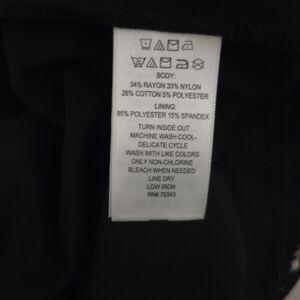 BODY:
34% RAYON 33% NYLON
28% COTTON 5% POLYESTER
LINING:
85% POLYESTER 15% SPANDEX
TURN INSIDE OUT
MACHINE WASH COOL-
DELICATE CYCLE
WASH WITH LIKE COLORS
ONLY NON-CHLORINE
BLEACH WHEN NEEDED
LINE DRY
LOW IRON
RN# 75343